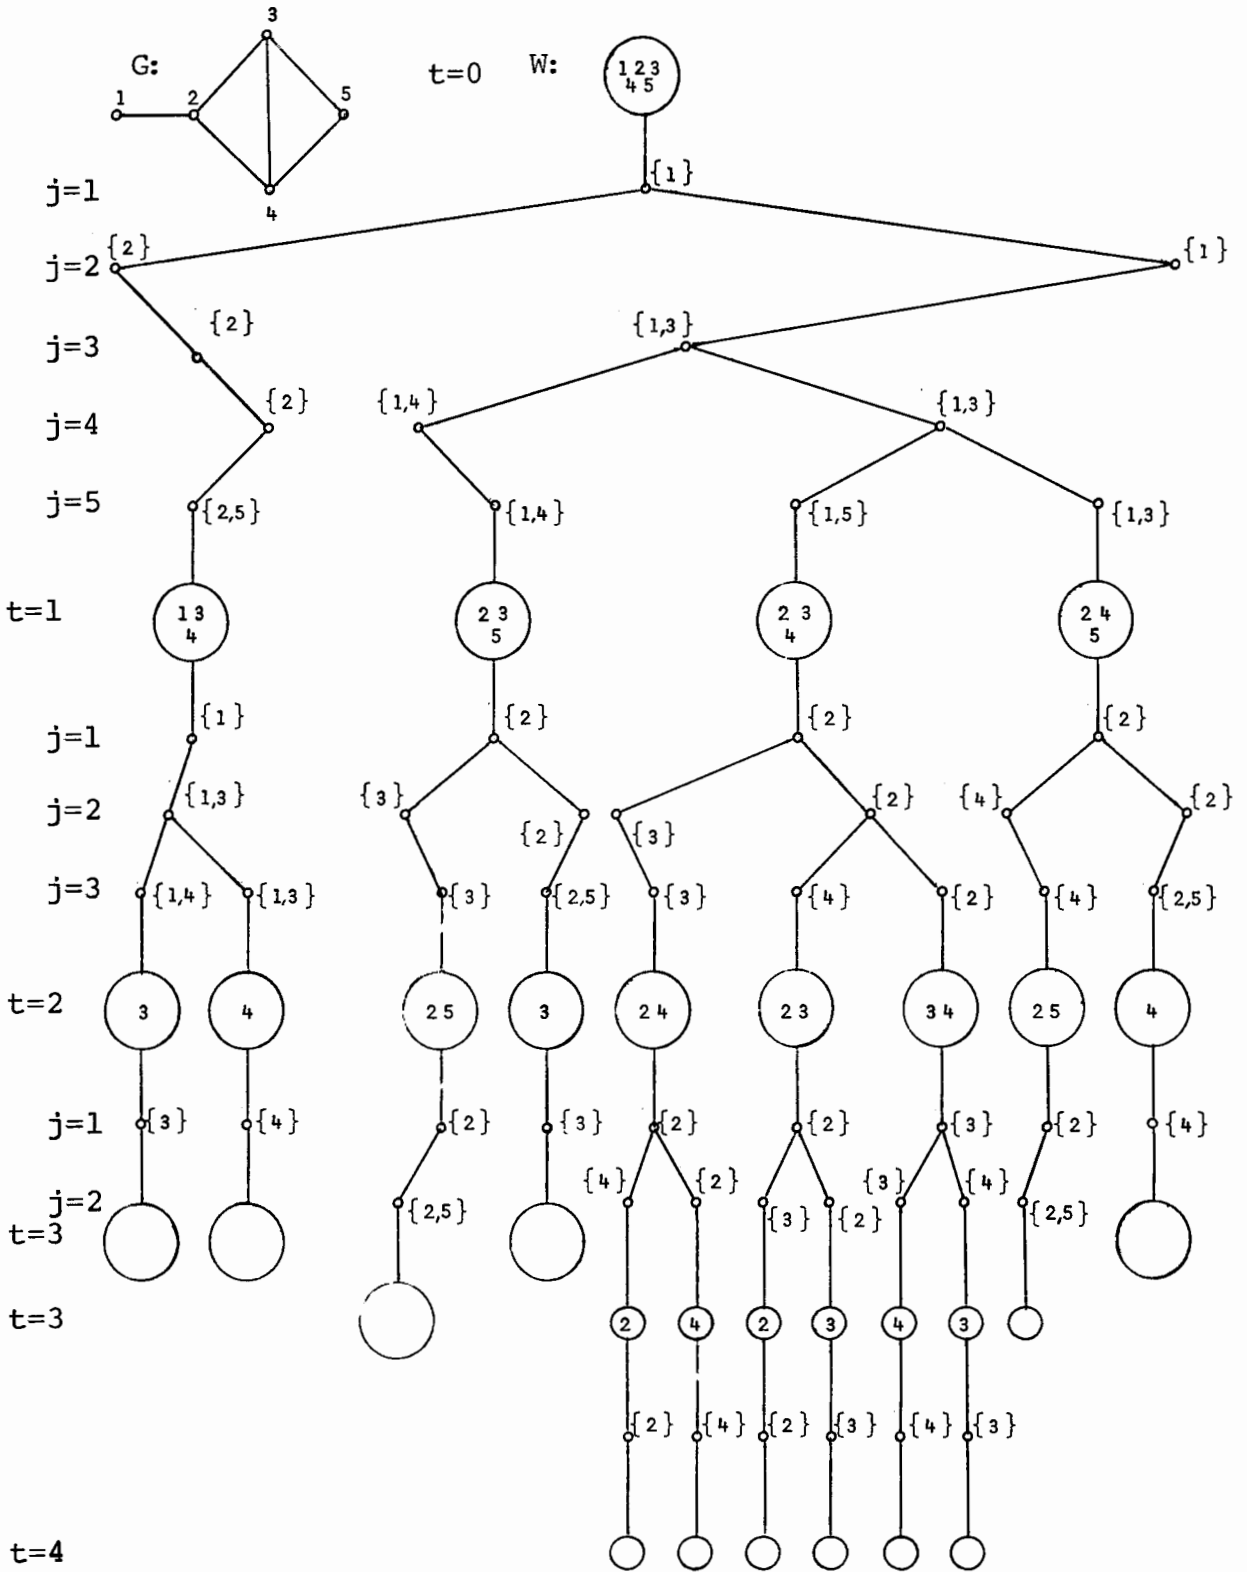 3
G: t=0 W: 1 2 3
4 5
1 2 5
j=1 {1}
4
j=2 {2} {1}
j=3 {2} {1,3}
j=4 {2} {1,4} {1,3}
j=5 {2,5} {1,4} {1,5} {1,3}
t=1 1 3 2 3 2 3 2 4
4 5 4 5
j=1 {1} {2} {2} {2}
j=2 {1,3} {3} {2} {3} {2} {4} {2}
j=3 {1,4} {1,3} {3} {2,5} {3} {4} {2} {4} {2,5}
t=2 3 4 2 5 3 2 4 2 3 3 4 2 5 4
j=1 {3} {4} {2} {3} {2} {2} {3} {2} {4}
j=2 {2,5} {4} {2} {3} {2} {3} {4} {2,5}
t=3
t=3 2 4 2 3 4 3
{2} {4} {2} {3} {4} {3}
t=4